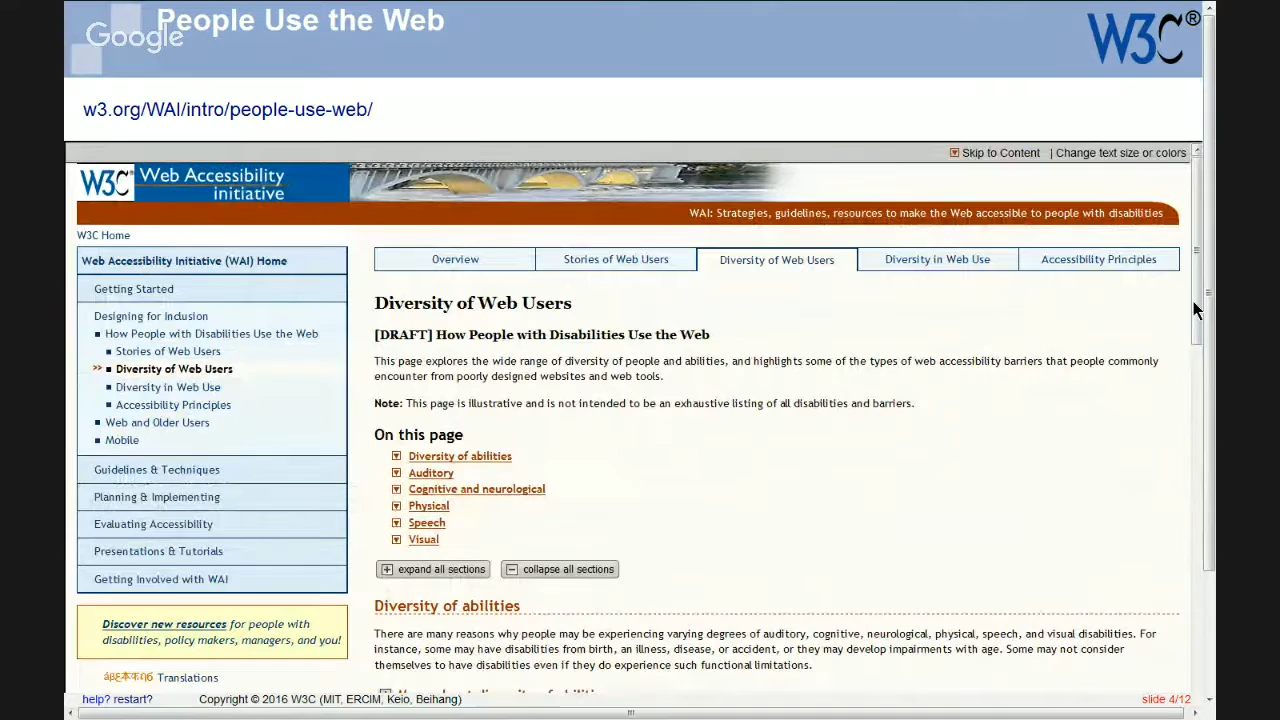 People Use the Web
Google
W3C®
w3.org/WAI/intro/people-use-web/
Skip to Content | Change text size or colors
W3C® Web Accessibility
initiative
WAI: Strategies, guidelines, resources to make the Web accessible to people with disabilities
W3C Home
Web Accessibility Initiative (WAI) Home
Getting Started
Designing for Inclusion
How People with Disabilities Use the Web
Stories of Web Users
>> Diversity of Web Users
Diversity in Web Use
Accessibility Principles
Web and Older Users
Mobile
Guidelines & Techniques
Planning & Implementing
Evaluating Accessibility
Presentations & Tutorials
Getting Involved with WAI
Discover new resources for people with
disabilities, policy makers, managers, and you!
Translations
Overview Stories of Web Users Diversity of Web Users Diversity in Web Use Accessibility Principles
Diversity of Web Users
[DRAFT] How People with Disabilities Use the Web
This page explores the wide range of diversity of people and abilities, and highlights some of the types of web accessibility barriers that people commonly
encounter from poorly designed websites and web tools.
Note: This page is illustrative and is not intended to be an exhaustive listing of all disabilities and barriers.
On this page
Diversity of abilities
Auditory
Cognitive and neurological
Physical
Speech
Visual
expand all sections collapse all sections
Diversity of abilities
There are many reasons why people may be experiencing varying degrees of auditory, cognitive, neurological, physical, speech, and visual disabilities. For
instance, some may have disabilities from birth, an illness, disease, or accident, or they may develop impairments with age. Some may not consider
themselves to have disabilities even if they do experience such functional limitations.
help? restart? Copyright © 2016 W3C (MIT, ERCIM, Keio, Beihang) slide 4/12